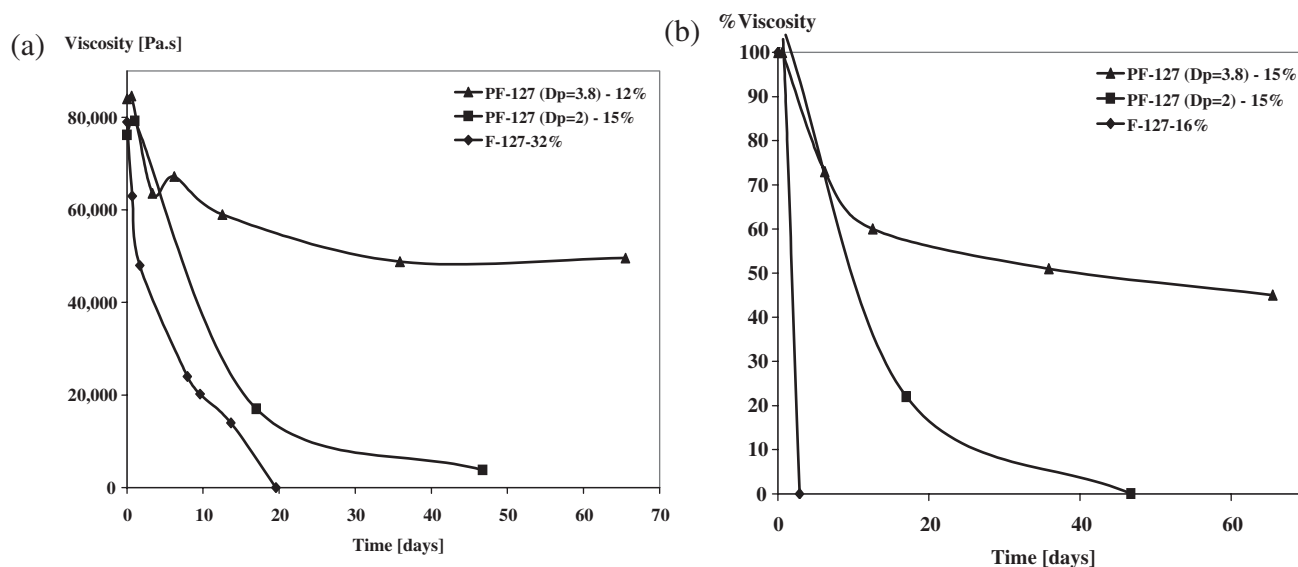 (a)
Viscosity [Pa.s]
PF-127 (Dp=3.8) - 12%
PF-127 (Dp=2) - 15%
F-127-32%
80,000
60,000
40,000
20,000
0
0 10 20 30 40 50 60 70
Time [days]
(b)
% Viscosity
PF-127 (Dp=3.8) - 15%
PF-127 (Dp=2) - 15%
F-127-16%
100
90
80
70
60
50
40
30
20
10
0
0 20 40 60
Time [days]